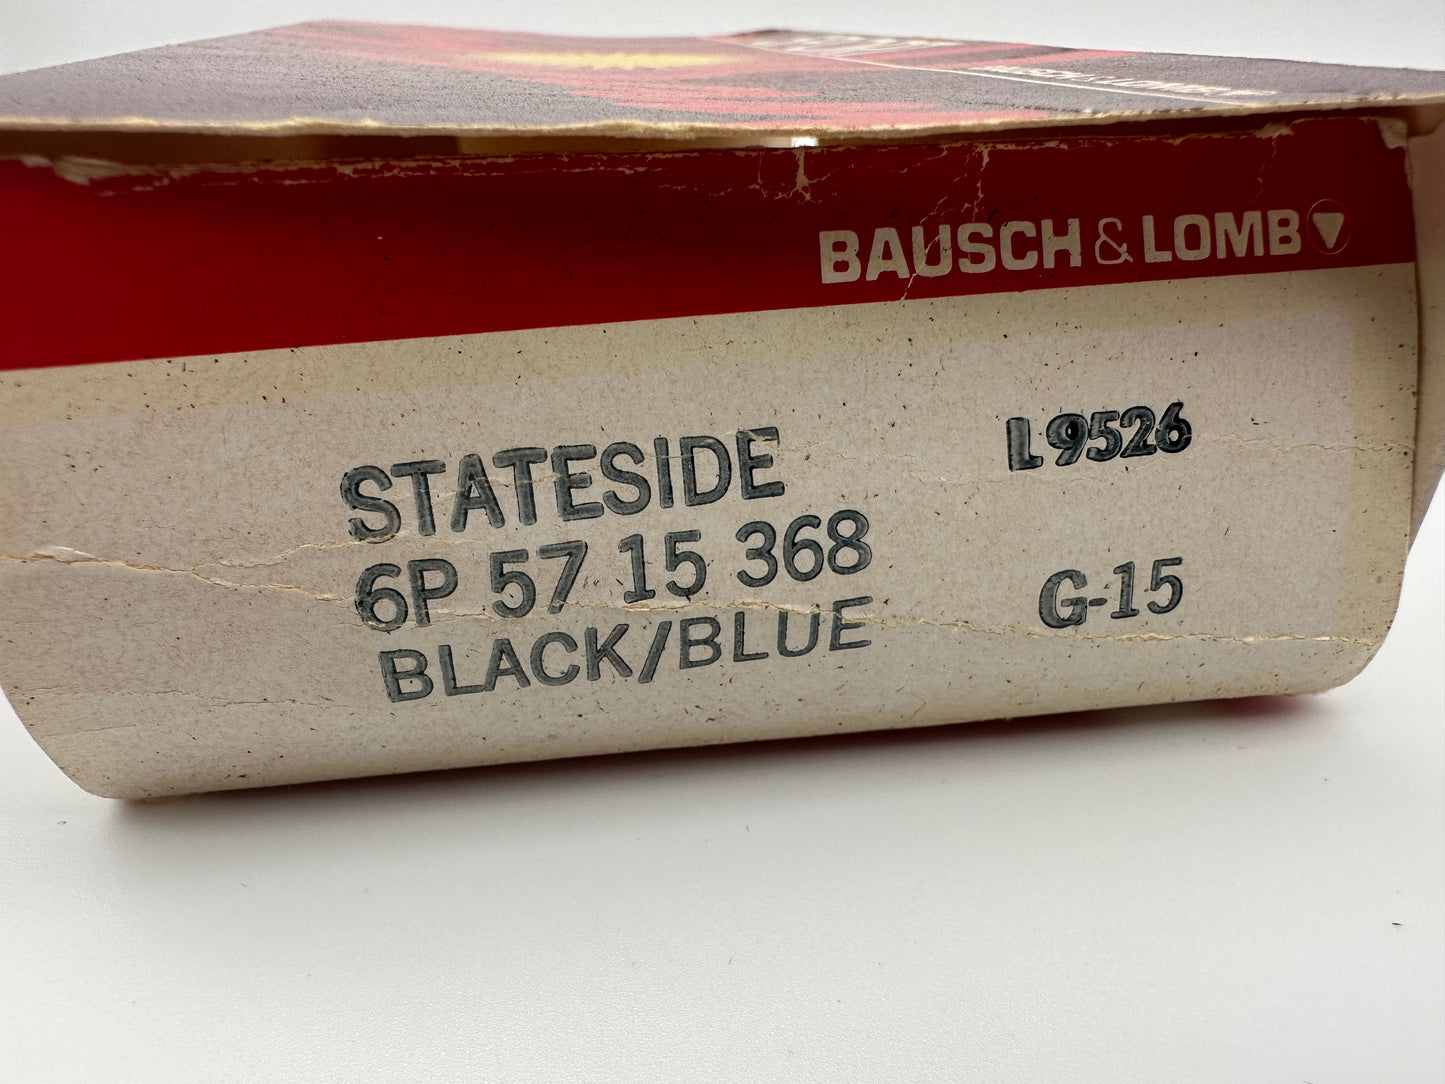 BAUSCH & LOMB
STATESIDE
L9526
6P 57 15 368
G-15
BLACK/BLUE